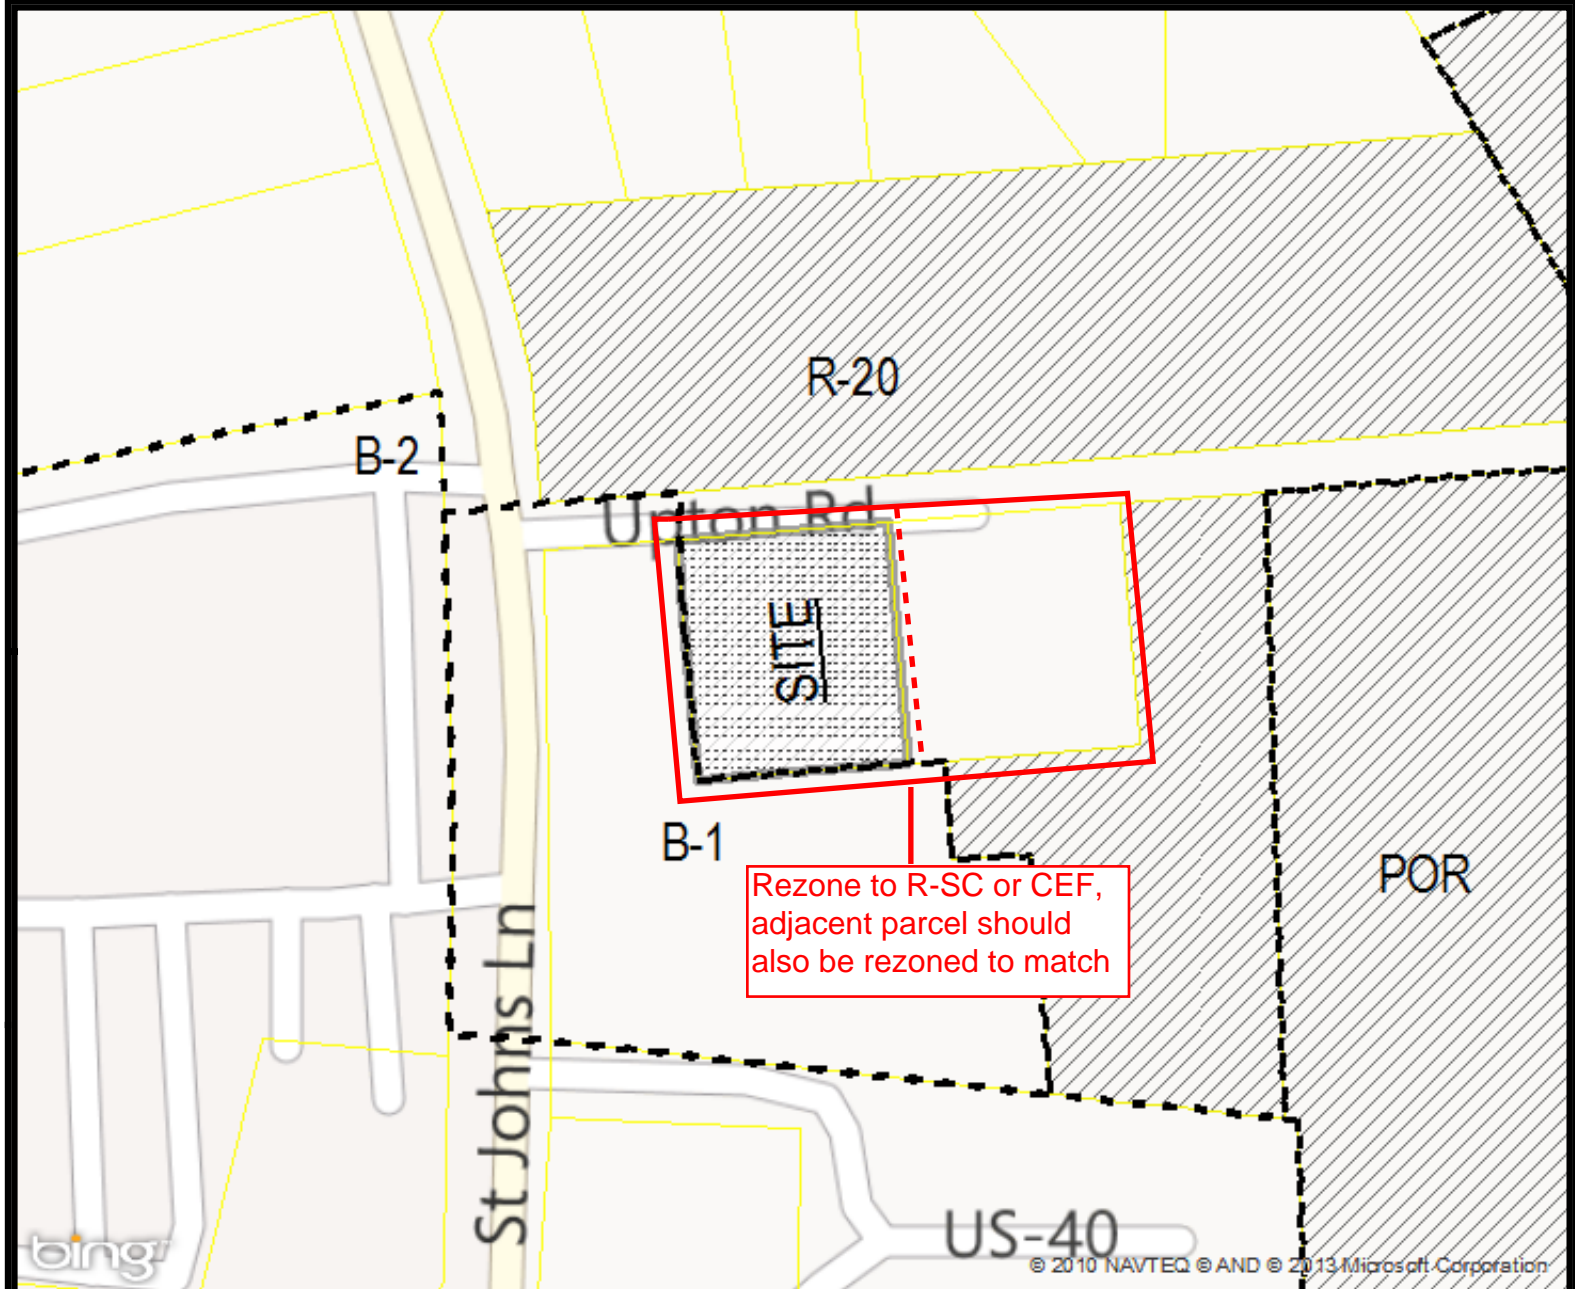 R-20
B-2
Upton Rd
SITE
B-1
POR
Rezone to R-SC or CEF,
adjacent parcel should
also be rezoned to match
St Johns Ln
US-40
bing
© 2010 NAVTEQ © AND © 2013 Microsoft Corporation